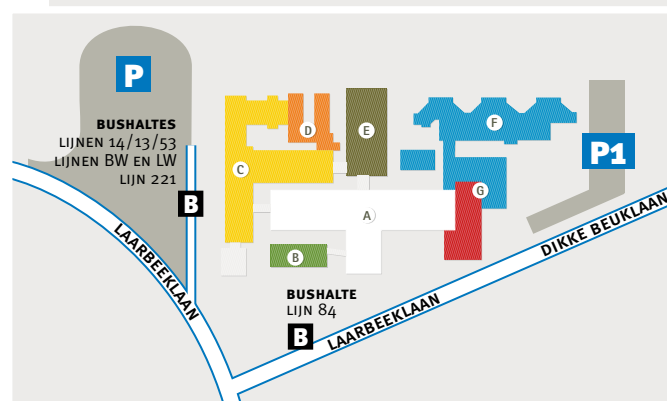 P
BUSHALTES
LIJNEN 14/13/53
LIJNEN BW EN LW
LIJN 221
B
LAARBEEKLAAN
C
D
E
F
P1
G
A
B
BUSHALTE
LIJN 84
B
LAARBEEKLAAN
DIKKE BEUKLAAN